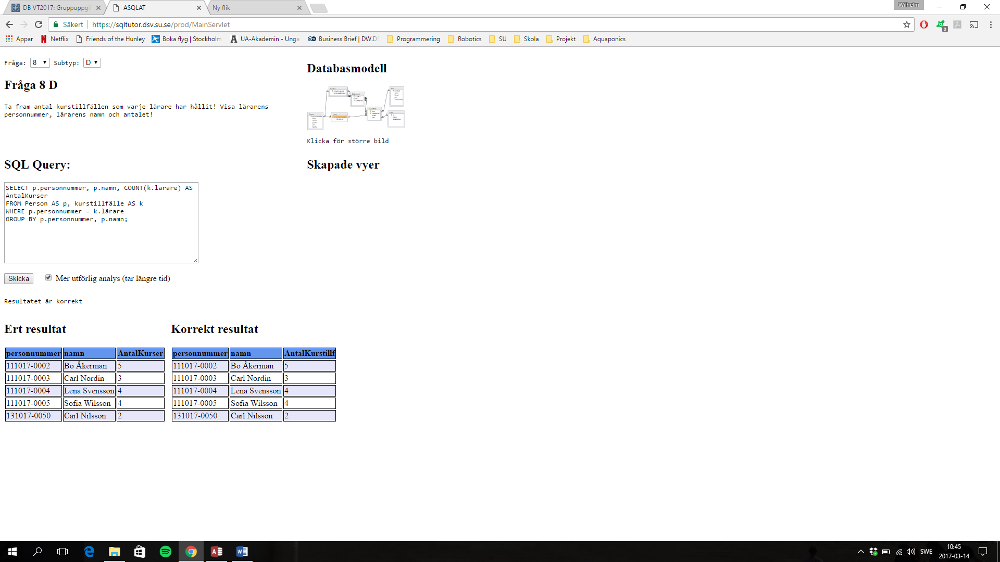 DB VT2017: Gruppuppgif
ASQLAT
Ny flik
Wilhelm
Säkert
https://sqltutor.dsv.su.se/prod/MainServlet
0
Appar
Netflix
Friends of the Hunley
Boka flyg | Stockholm
UA-Akademin - Unga
Business Brief | DW.DE
Programmering
Robotics
SU
Skola
Projekt
Aquaponics
Fråga: 8 Subtyp: D
Fråga 8 D
Ta fram antal kurstillfällen som varje lärare har hållit! Visa lärarens
personnummer, lärarens namn och antalet!
Databasmodell
Klicka för större bild
SQL Query:
Skapade vyer
SELECT p.personnummer, p.namn, COUNT(k.lärare) AS
AntalKurser
FROM Person AS p, kurstillfälle AS k
WHERE p.personnummer = k.lärare
GROUP BY p.personnummer, p.namn;
Skicka
Mer utförlig analys (tar längre tid)
Resultatet är korrekt
Ert resultat
personnummer namn AntalKurser
111017-0002 Bo Åkerman 5
111017-0003 Carl Nordin 3
111017-0004 Lena Svensson 4
111017-0005 Sofia Wilsson 4
131017-0050 Carl Nilsson 2
Korrekt resultat
personnummer namn AntalKurstillf
111017-0002 Bo Åkerman 5
111017-0003 Carl Nordin 3
111017-0004 Lena Svensson 4
111017-0005 Sofia Wilsson 4
131017-0050 Carl Nilsson 2
SWE
10:45
2017-03-14